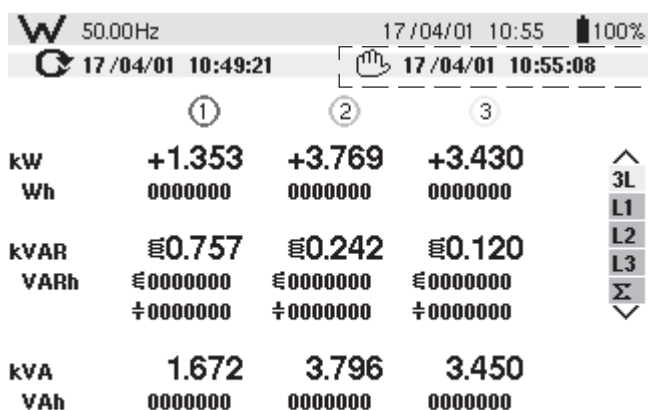 W 50.00Hz 17/04/01 10:55 100%
17/04/01 10:49:21 17/04/01 10:55:08
1 2 3
kW +1.353 +3.769 +3.430
Wh 0000000 0000000 0000000
kVAR 0.757 0.242 0.120
VARh 0000000 0000000 0000000
0000000 0000000 0000000
kVA 1.672 3.796 3.450
VAh 0000000 0000000 0000000
3L
L1
L2
L3
Σ